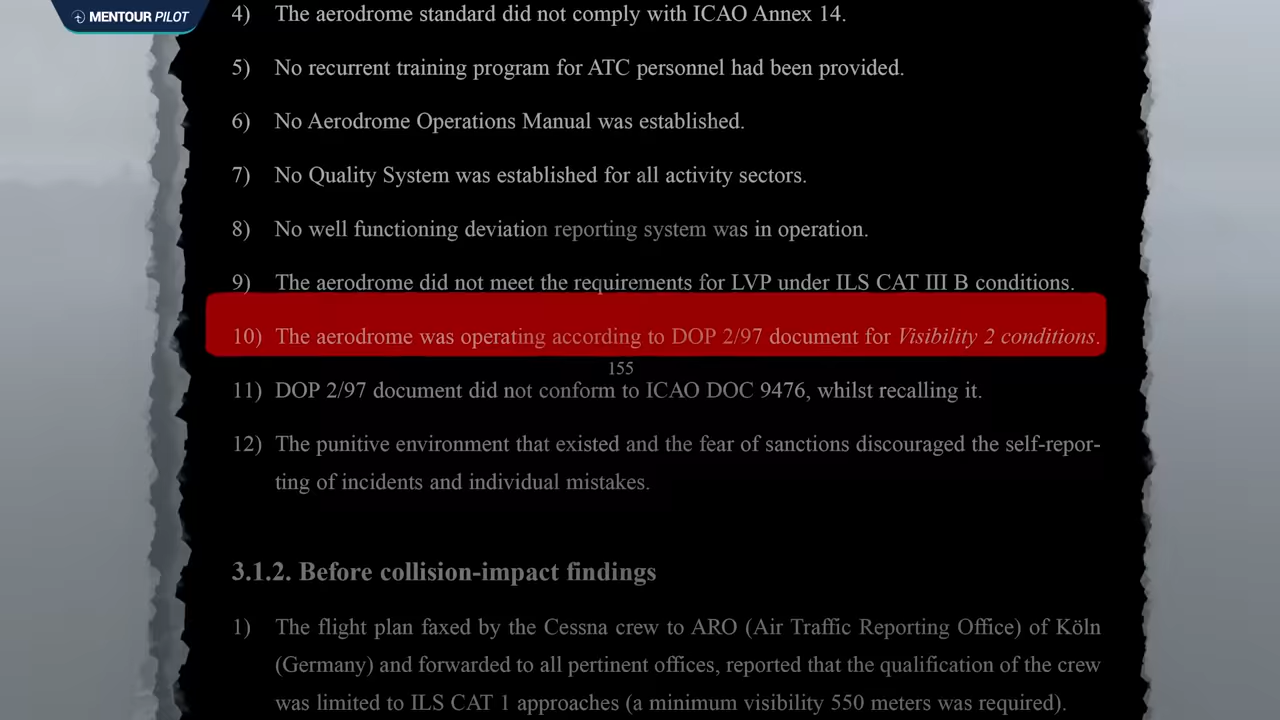 MENTOUR PILOT
4) The aerodrome standard did not comply with ICAO Annex 14.
5) No recurrent training program for ATC personnel had been provided.
6) No Aerodrome Operations Manual was established.
7) No Quality System was established for all activity sectors.
8) No well functioning deviation reporting system was in operation.
9) The aerodrome did not meet the requirements for LVP under ILS CAT III B conditions.
10) The aerodrome was operating according to DOP 2/97 document for Visibility 2 conditions.
155
11) DOP 2/97 document did not conform to ICAO DOC 9476, whilst recalling it.
12) The punitive environment that existed and the fear of sanctions discouraged the self-repor-
ting of incidents and individual mistakes.
3.1.2. Before collision-impact findings
1) The flight plan faxed by the Cessna crew to ARO (Air Traffic Reporting Office) of Köln
(Germany) and forwarded to all pertinent offices, reported that the qualification of the crew
was limited to ILS CAT 1 approaches (a minimum visibility 550 meters was required).